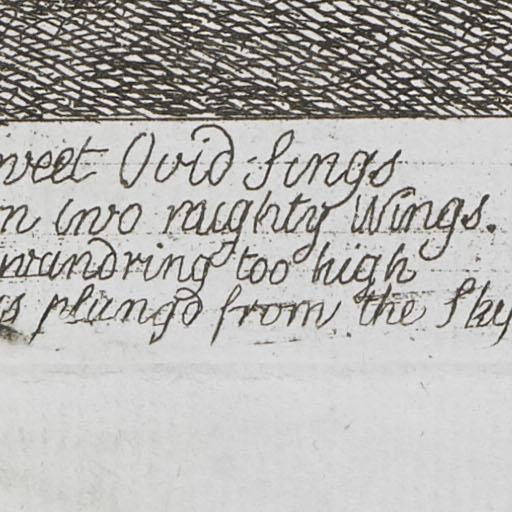 weet Ovid Sings
n two mighty Wings.
wandring too high
s plung'd from the Sky